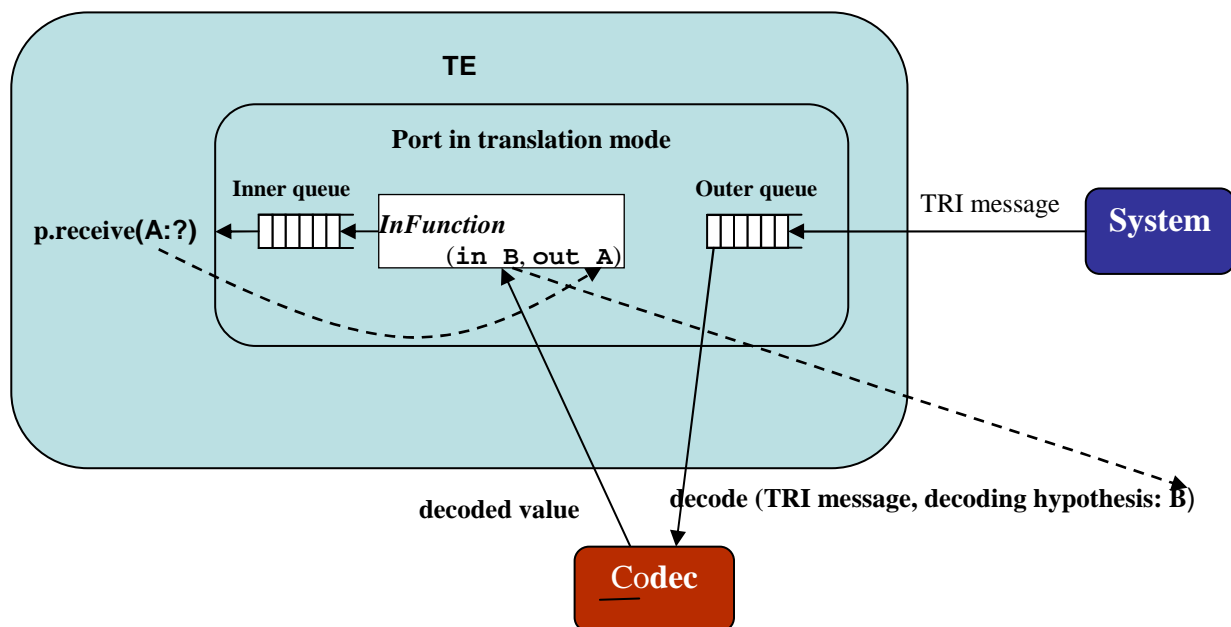 TE
Port in translation mode
Inner queue
Outer queue
TRI message
System
p.receive(A:?)
InFunction
(in B, out A)
decoded value
decode (TRI message, decoding hypothesis: B)
Codec